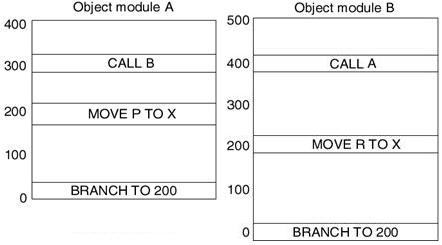 Object module A
400
300
CALL B
200
MOVE P TO X
100
BRANCH TO 200
0
Object module B
500
400
CALL A
300
200
MOVE R TO X
100
0
BRANCH TO 200